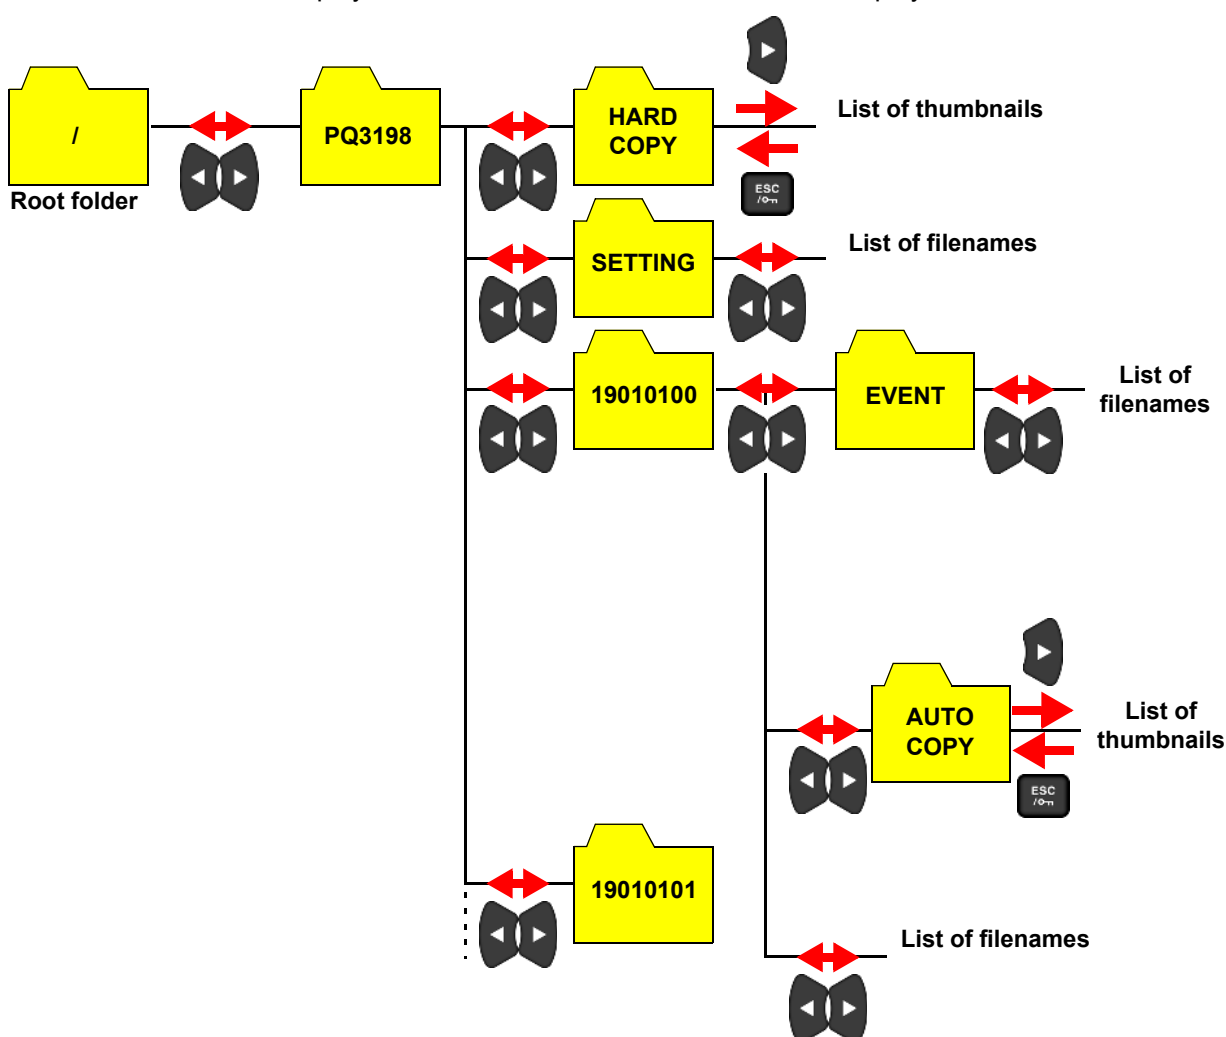 /
Root folder
PQ3198
HARD
COPY
List of thumbnails
ESC
SETTING
List of filenames
19010100
EVENT
List of
filenames
AUTO
COPY
List of
thumbnails
ESC
19010101
List of filenames